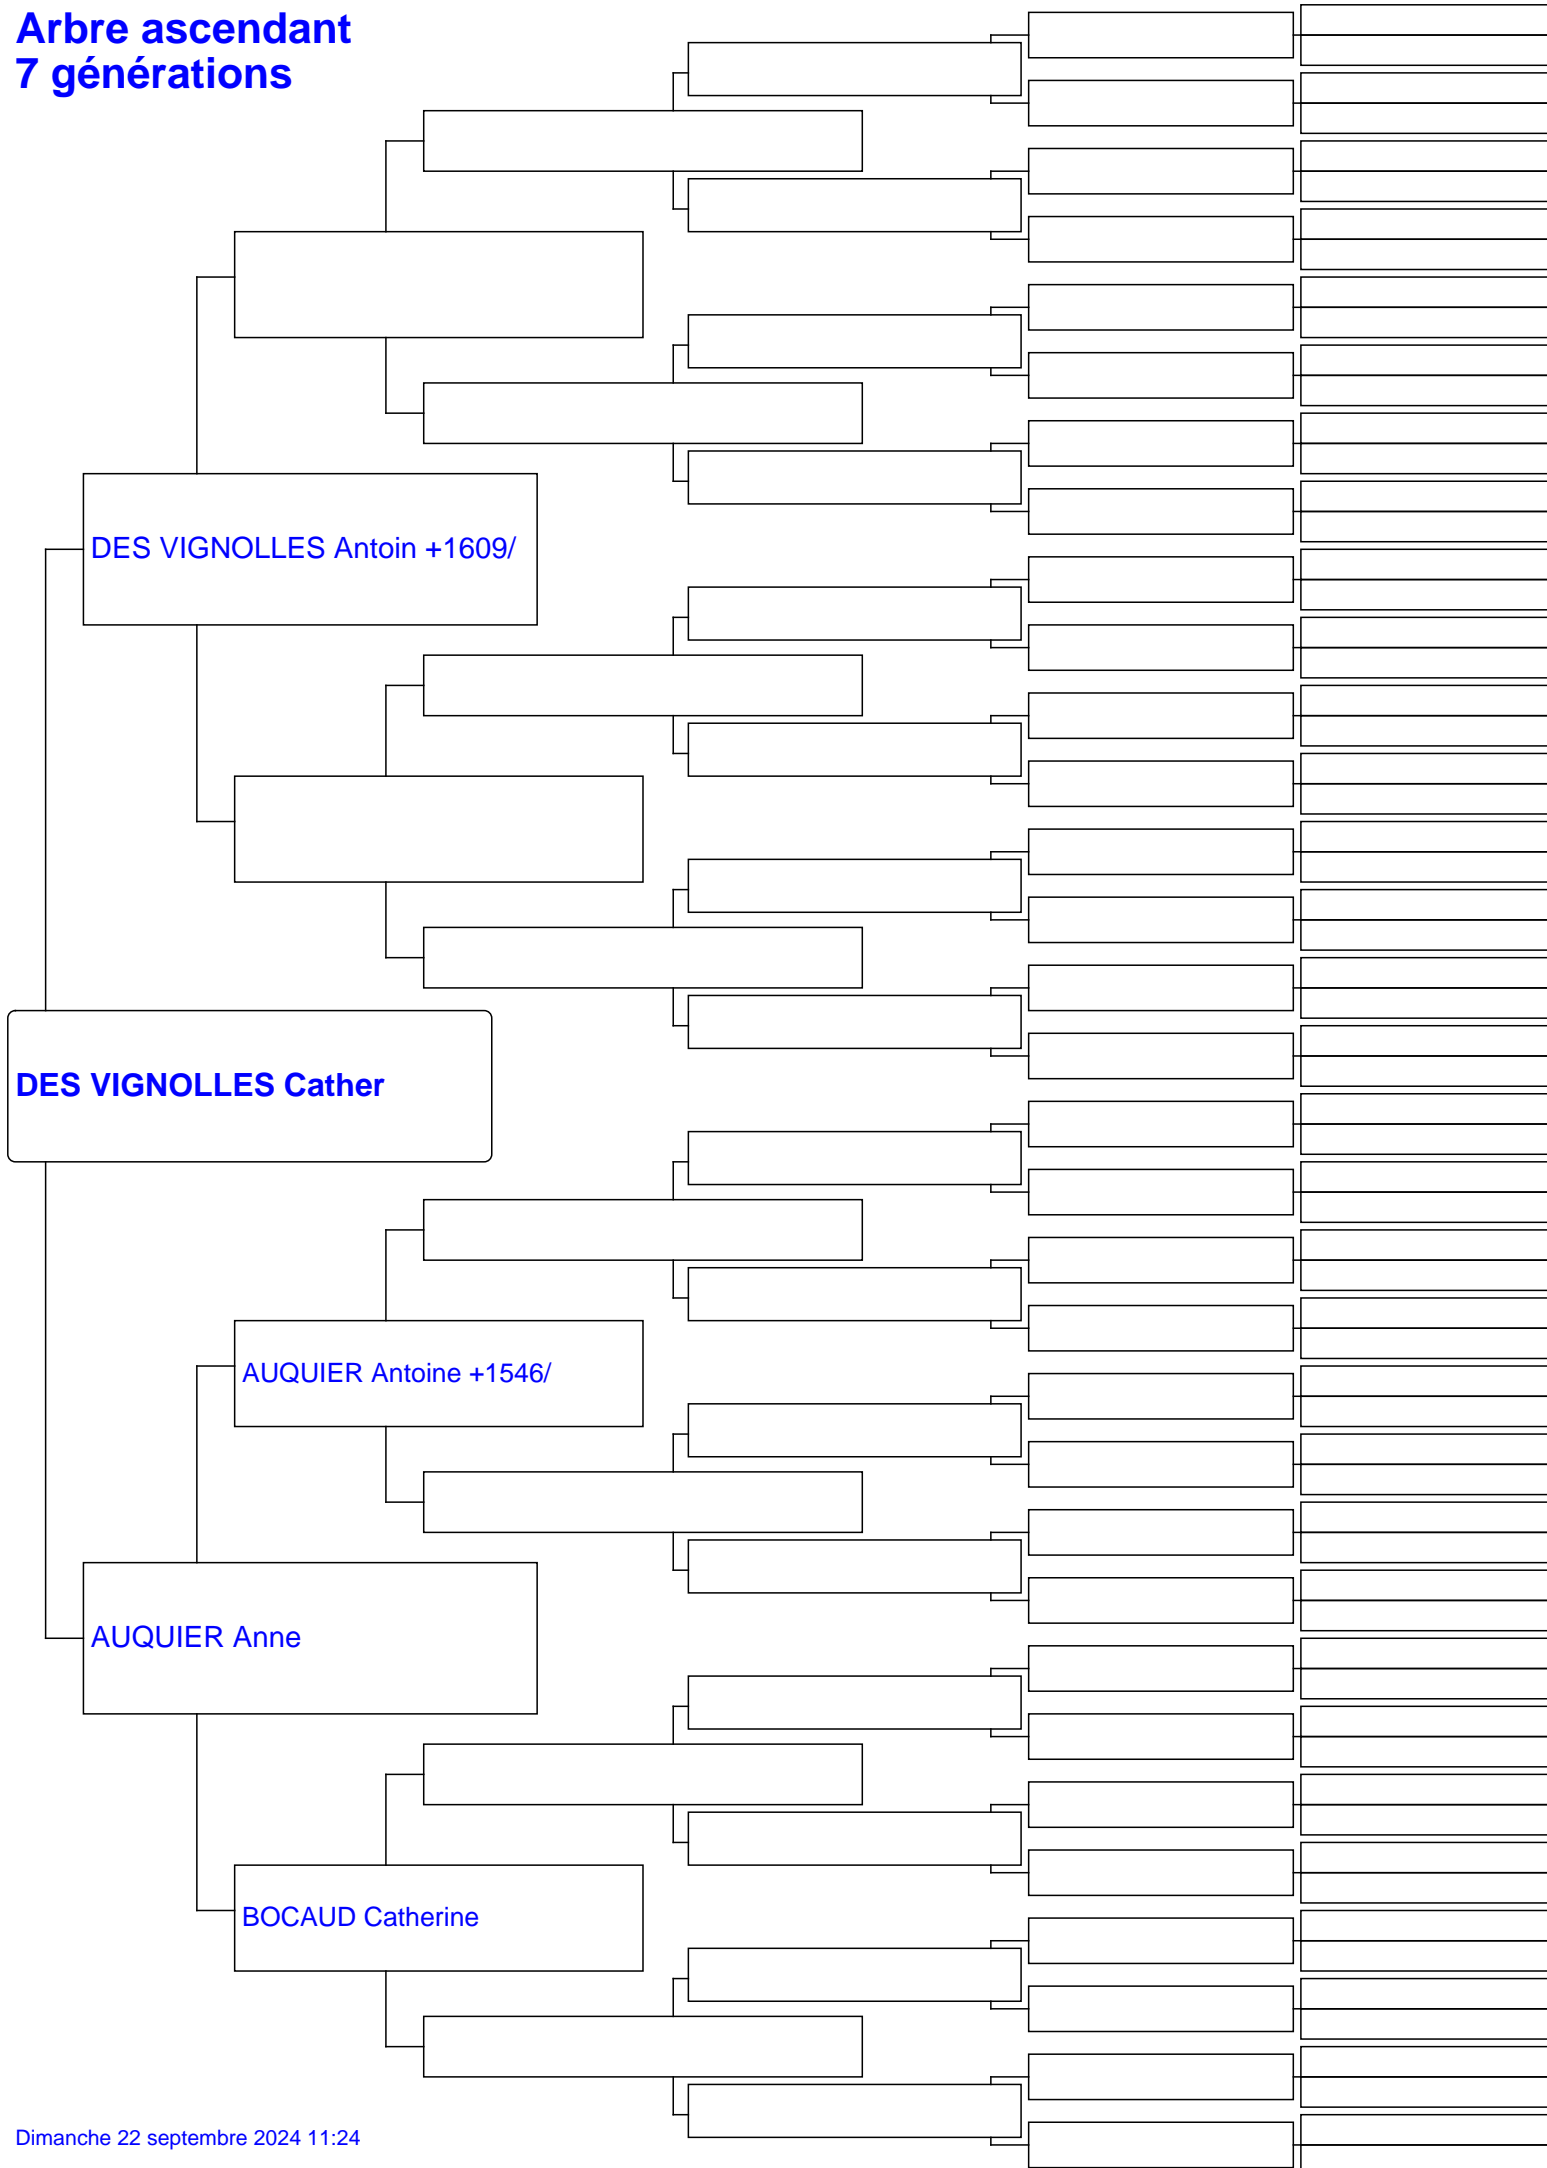 Arbre ascendant
7 générations
DES VIGNOLLES Antoin +1609/
DES VIGNOLLES Cather
AUQUIER Antoine +1546/
AUQUIER Anne
BOCAUD Catherine
Dimanche 22 septembre 2024 11:24